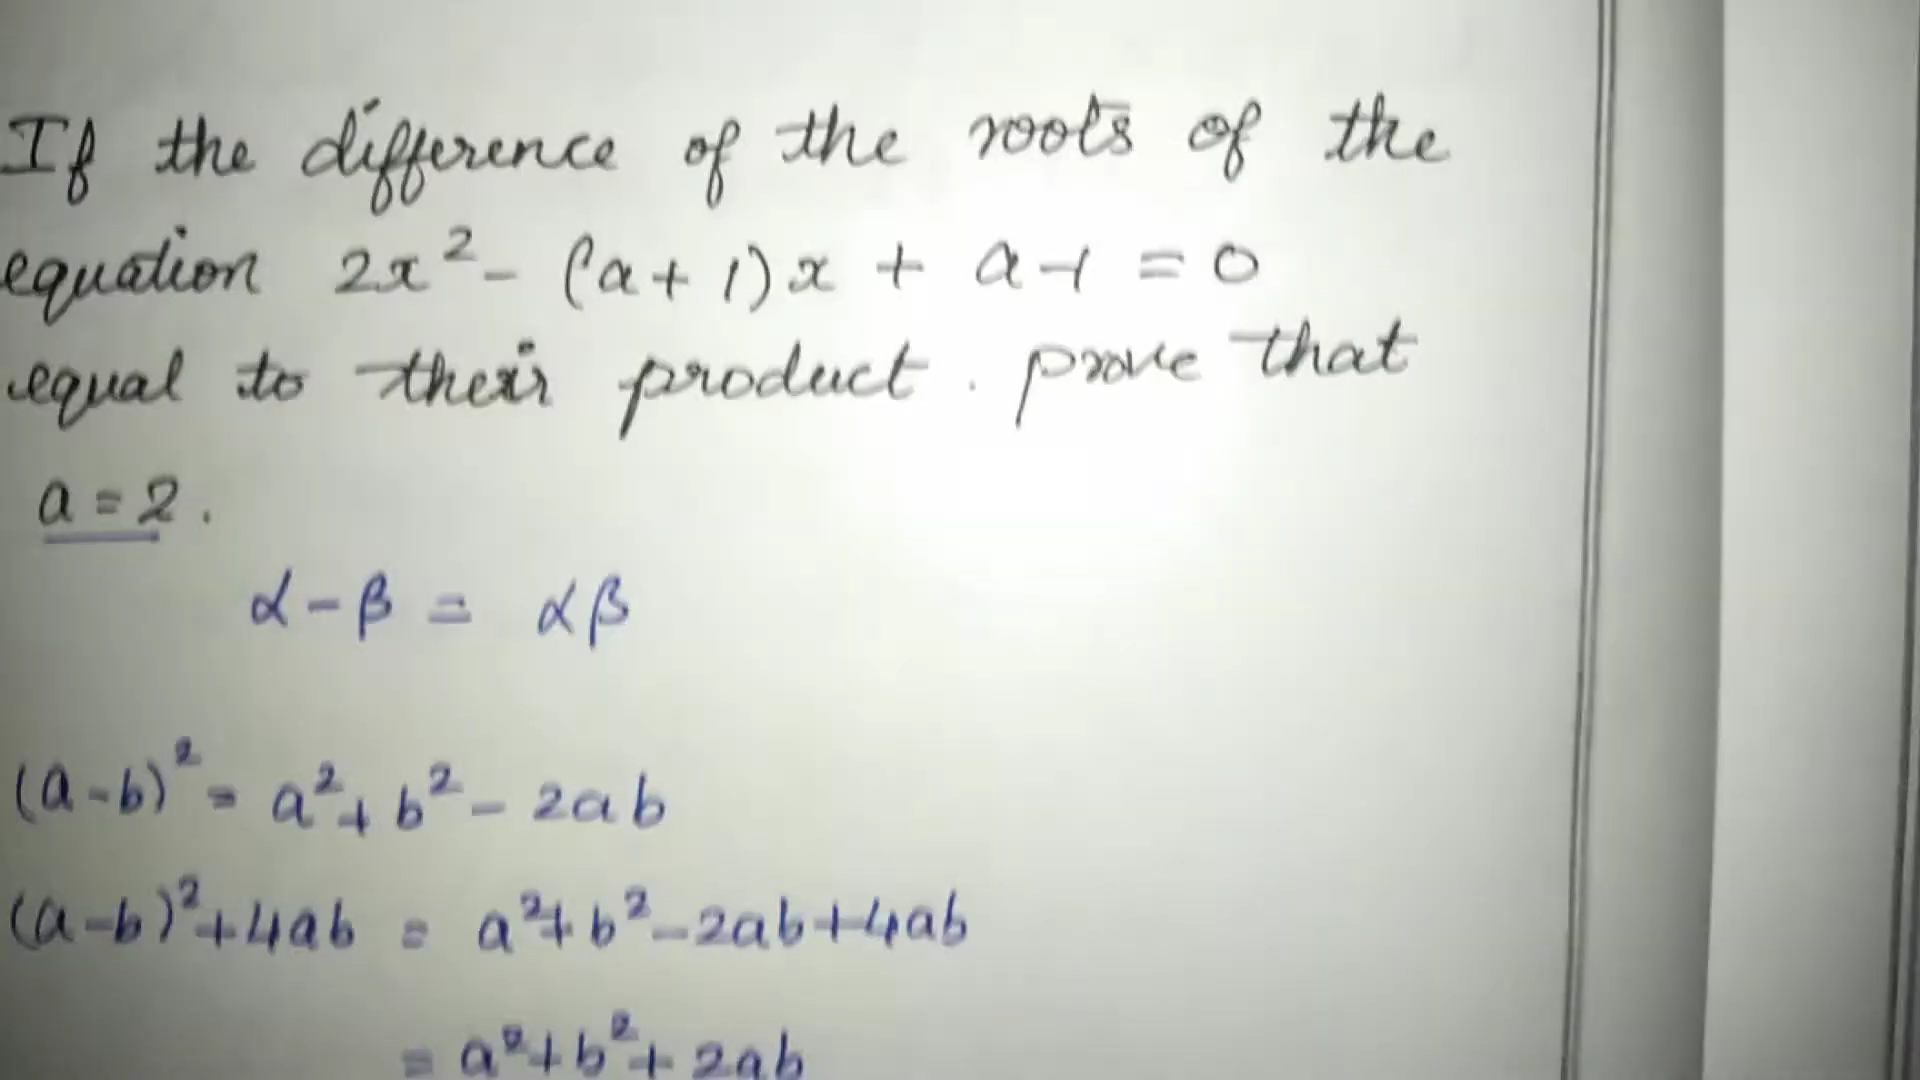 If the difference of the roots of the
equation 2x² - (a+1)x + a-1 = 0
equal to their product. prove that
a = 2.
α - β = αβ
(a-b)² = a² + b² - 2ab
(a-b)² + 4ab = a² + b² - 2ab + 4ab
= a² + b² + 2ab